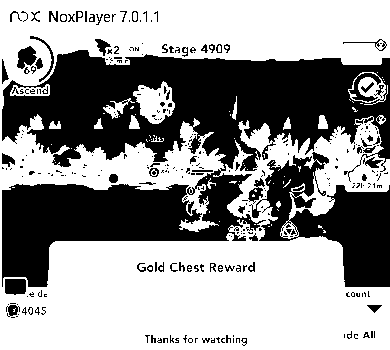 nox NoxPlayer 7.0.1.1
x2 ON Stage 4909
69
Ascend
22h 21m
Gold Chest Reward
count
4045
Thanks for watching
de All